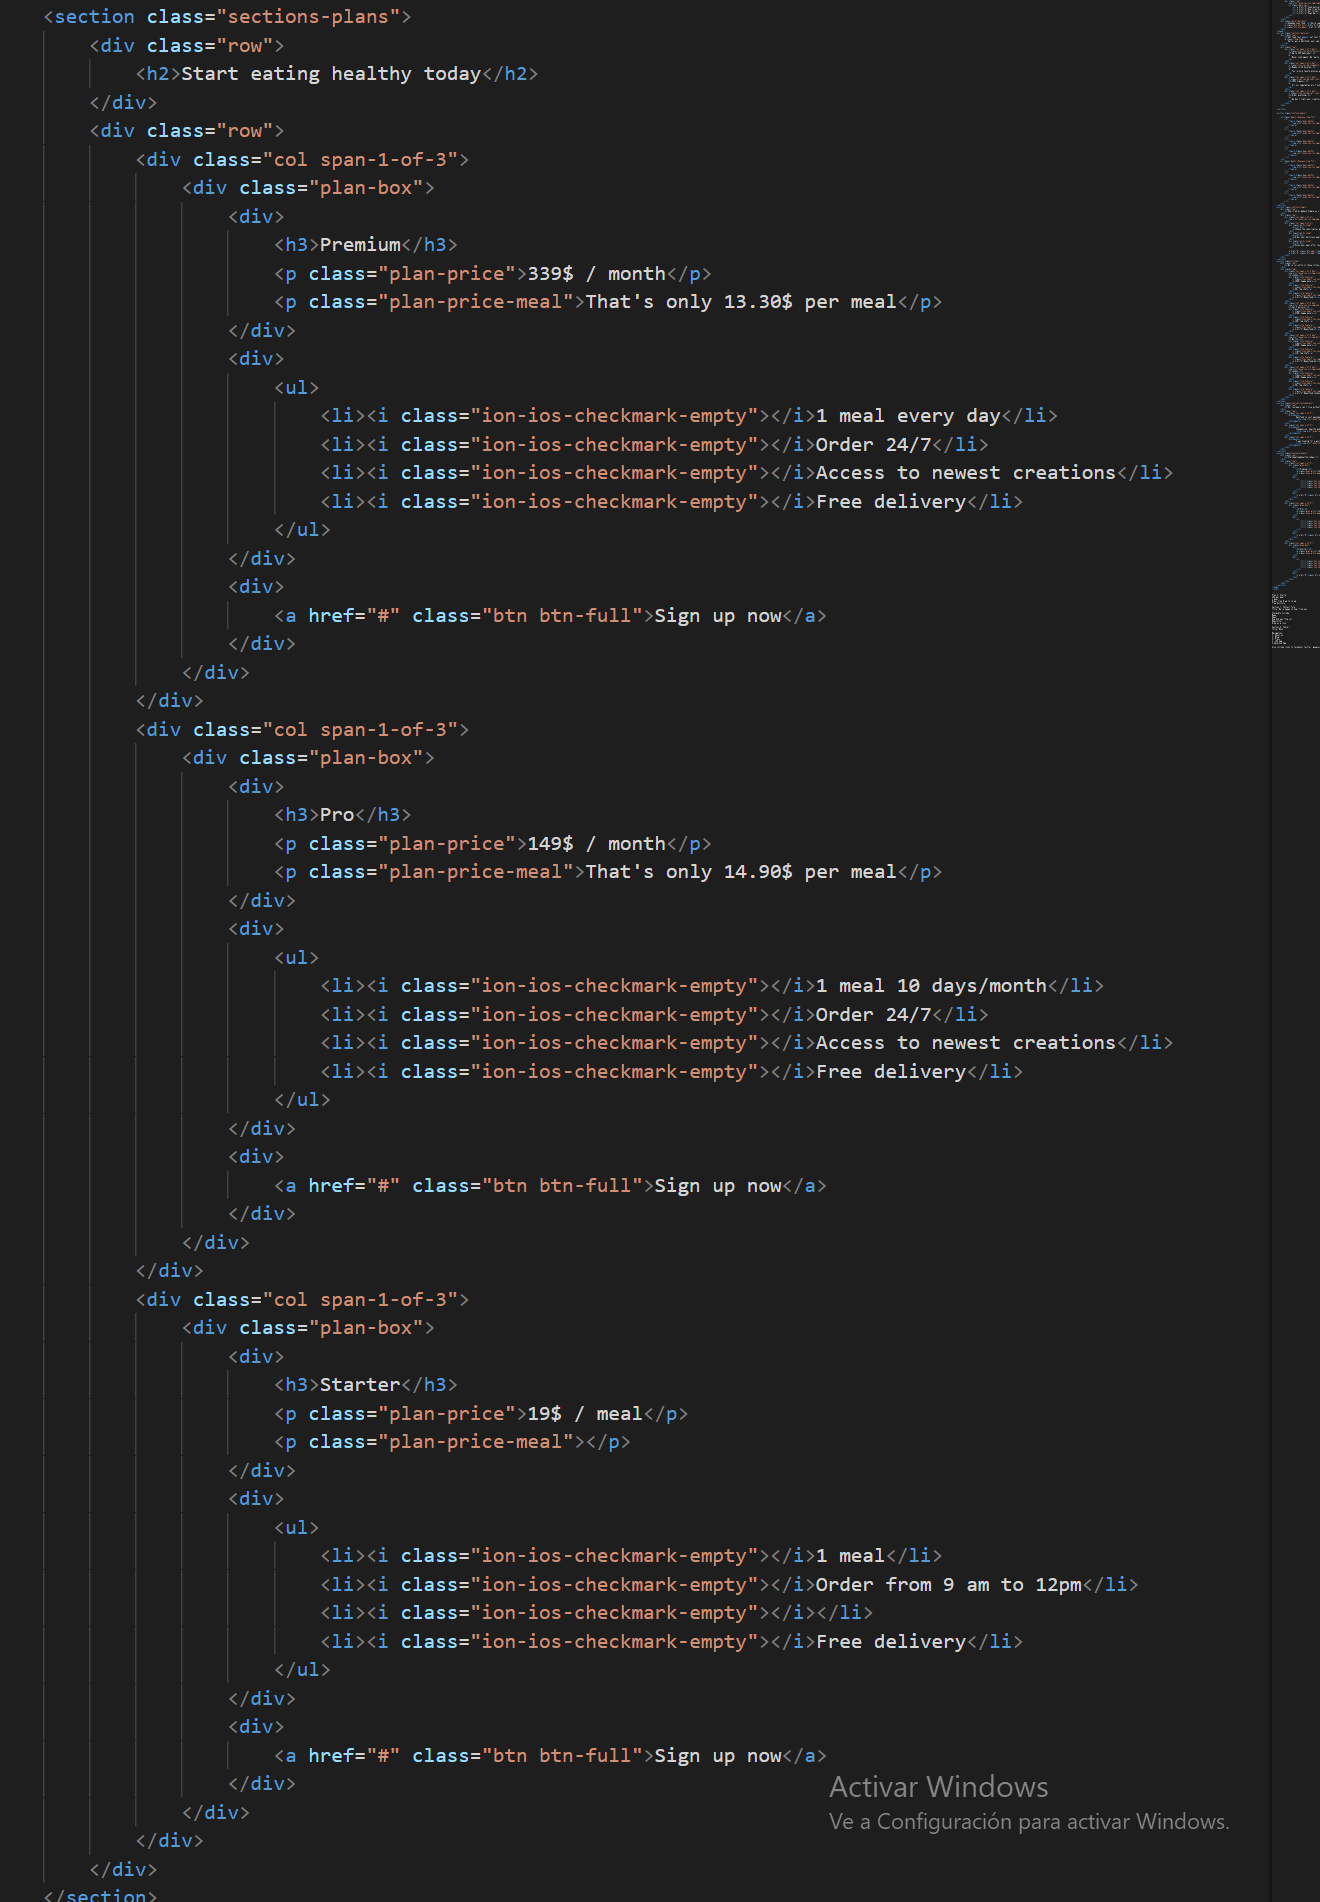 <section class="sections-plans">
<div class="row">
<h2>Start eating healthy today</h2>
</div>
<div class="row">
<div class="col span-1-of-3">
<div class="plan-box">
<div>
<h3>Premium</h3>
<p class="plan-price">339$ / month</p>
<p class="plan-price-meal">That's only 13.30$ per meal</p>
</div>
<div>
<ul>
<li><i class="ion-ios-checkmark-empty"></i>1 meal every day</li>
<li><i class="ion-ios-checkmark-empty"></i>Order 24/7</li>
<li><i class="ion-ios-checkmark-empty"></i>Access to newest creations</li>
<li><i class="ion-ios-checkmark-empty"></i>Free delivery</li>
</ul>
</div>
<div>
<a href="#" class="btn btn-full">Sign up now</a>
</div>
</div>
</div>
<div class="col span-1-of-3">
<div class="plan-box">
<div>
<h3>Pro</h3>
<p class="plan-price">149$ / month</p>
<p class="plan-price-meal">That's only 14.90$ per meal</p>
</div>
<div>
<ul>
<li><i class="ion-ios-checkmark-empty"></i>1 meal 10 days/month</li>
<li><i class="ion-ios-checkmark-empty"></i>Order 24/7</li>
<li><i class="ion-ios-checkmark-empty"></i>Access to newest creations</li>
<li><i class="ion-ios-checkmark-empty"></i>Free delivery</li>
</ul>
</div>
<div>
<a href="#" class="btn btn-full">Sign up now</a>
</div>
</div>
</div>
<div class="col span-1-of-3">
<div class="plan-box">
<div>
<h3>Starter</h3>
<p class="plan-price">19$ / meal</p>
<p class="plan-price-meal"></p>
</div>
<div>
<ul>
<li><i class="ion-ios-checkmark-empty"></i>1 meal</li>
<li><i class="ion-ios-checkmark-empty"></i>Order from 9 am to 12pm</li>
<li><i class="ion-ios-checkmark-empty"></i></li>
<li><i class="ion-ios-checkmark-empty"></i>Free delivery</li>
</ul>
</div>
<div>
<a href="#" class="btn btn-full">Sign up now</a>
</div>
</div>
</div>
</div>
</section>
Activar Windows
Ve a Configuración para activar Windows.